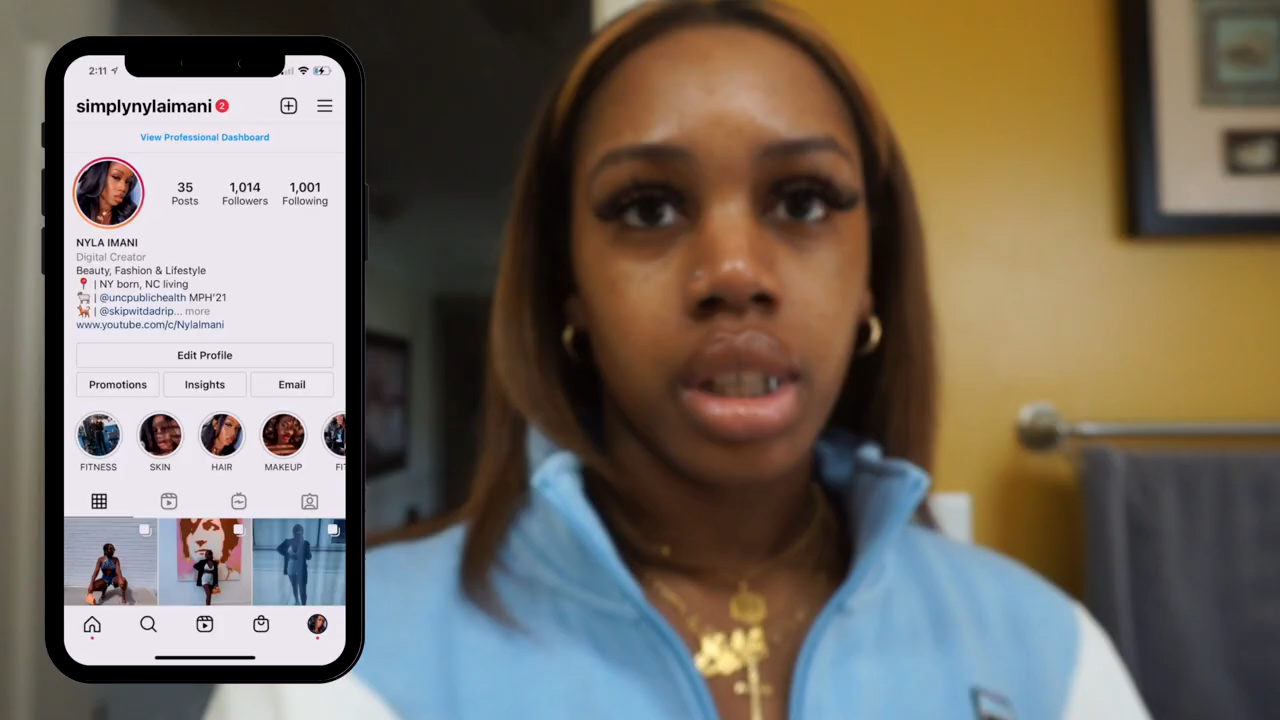 2:11
simplynylaimani 2
View Professional Dashboard
35 1,014 1,001
Posts Followers Following
NYLA IMANI
Digital Creator
Beauty, Fashion & Lifestyle
| NY born, NC living
| @uncpublichealth MPH'21
| @skipwitdadrip... more
www.youtube.com/c/NylaImani
Edit Profile
Promotions Insights Email
FITNESS SKIN HAIR MAKEUP FI